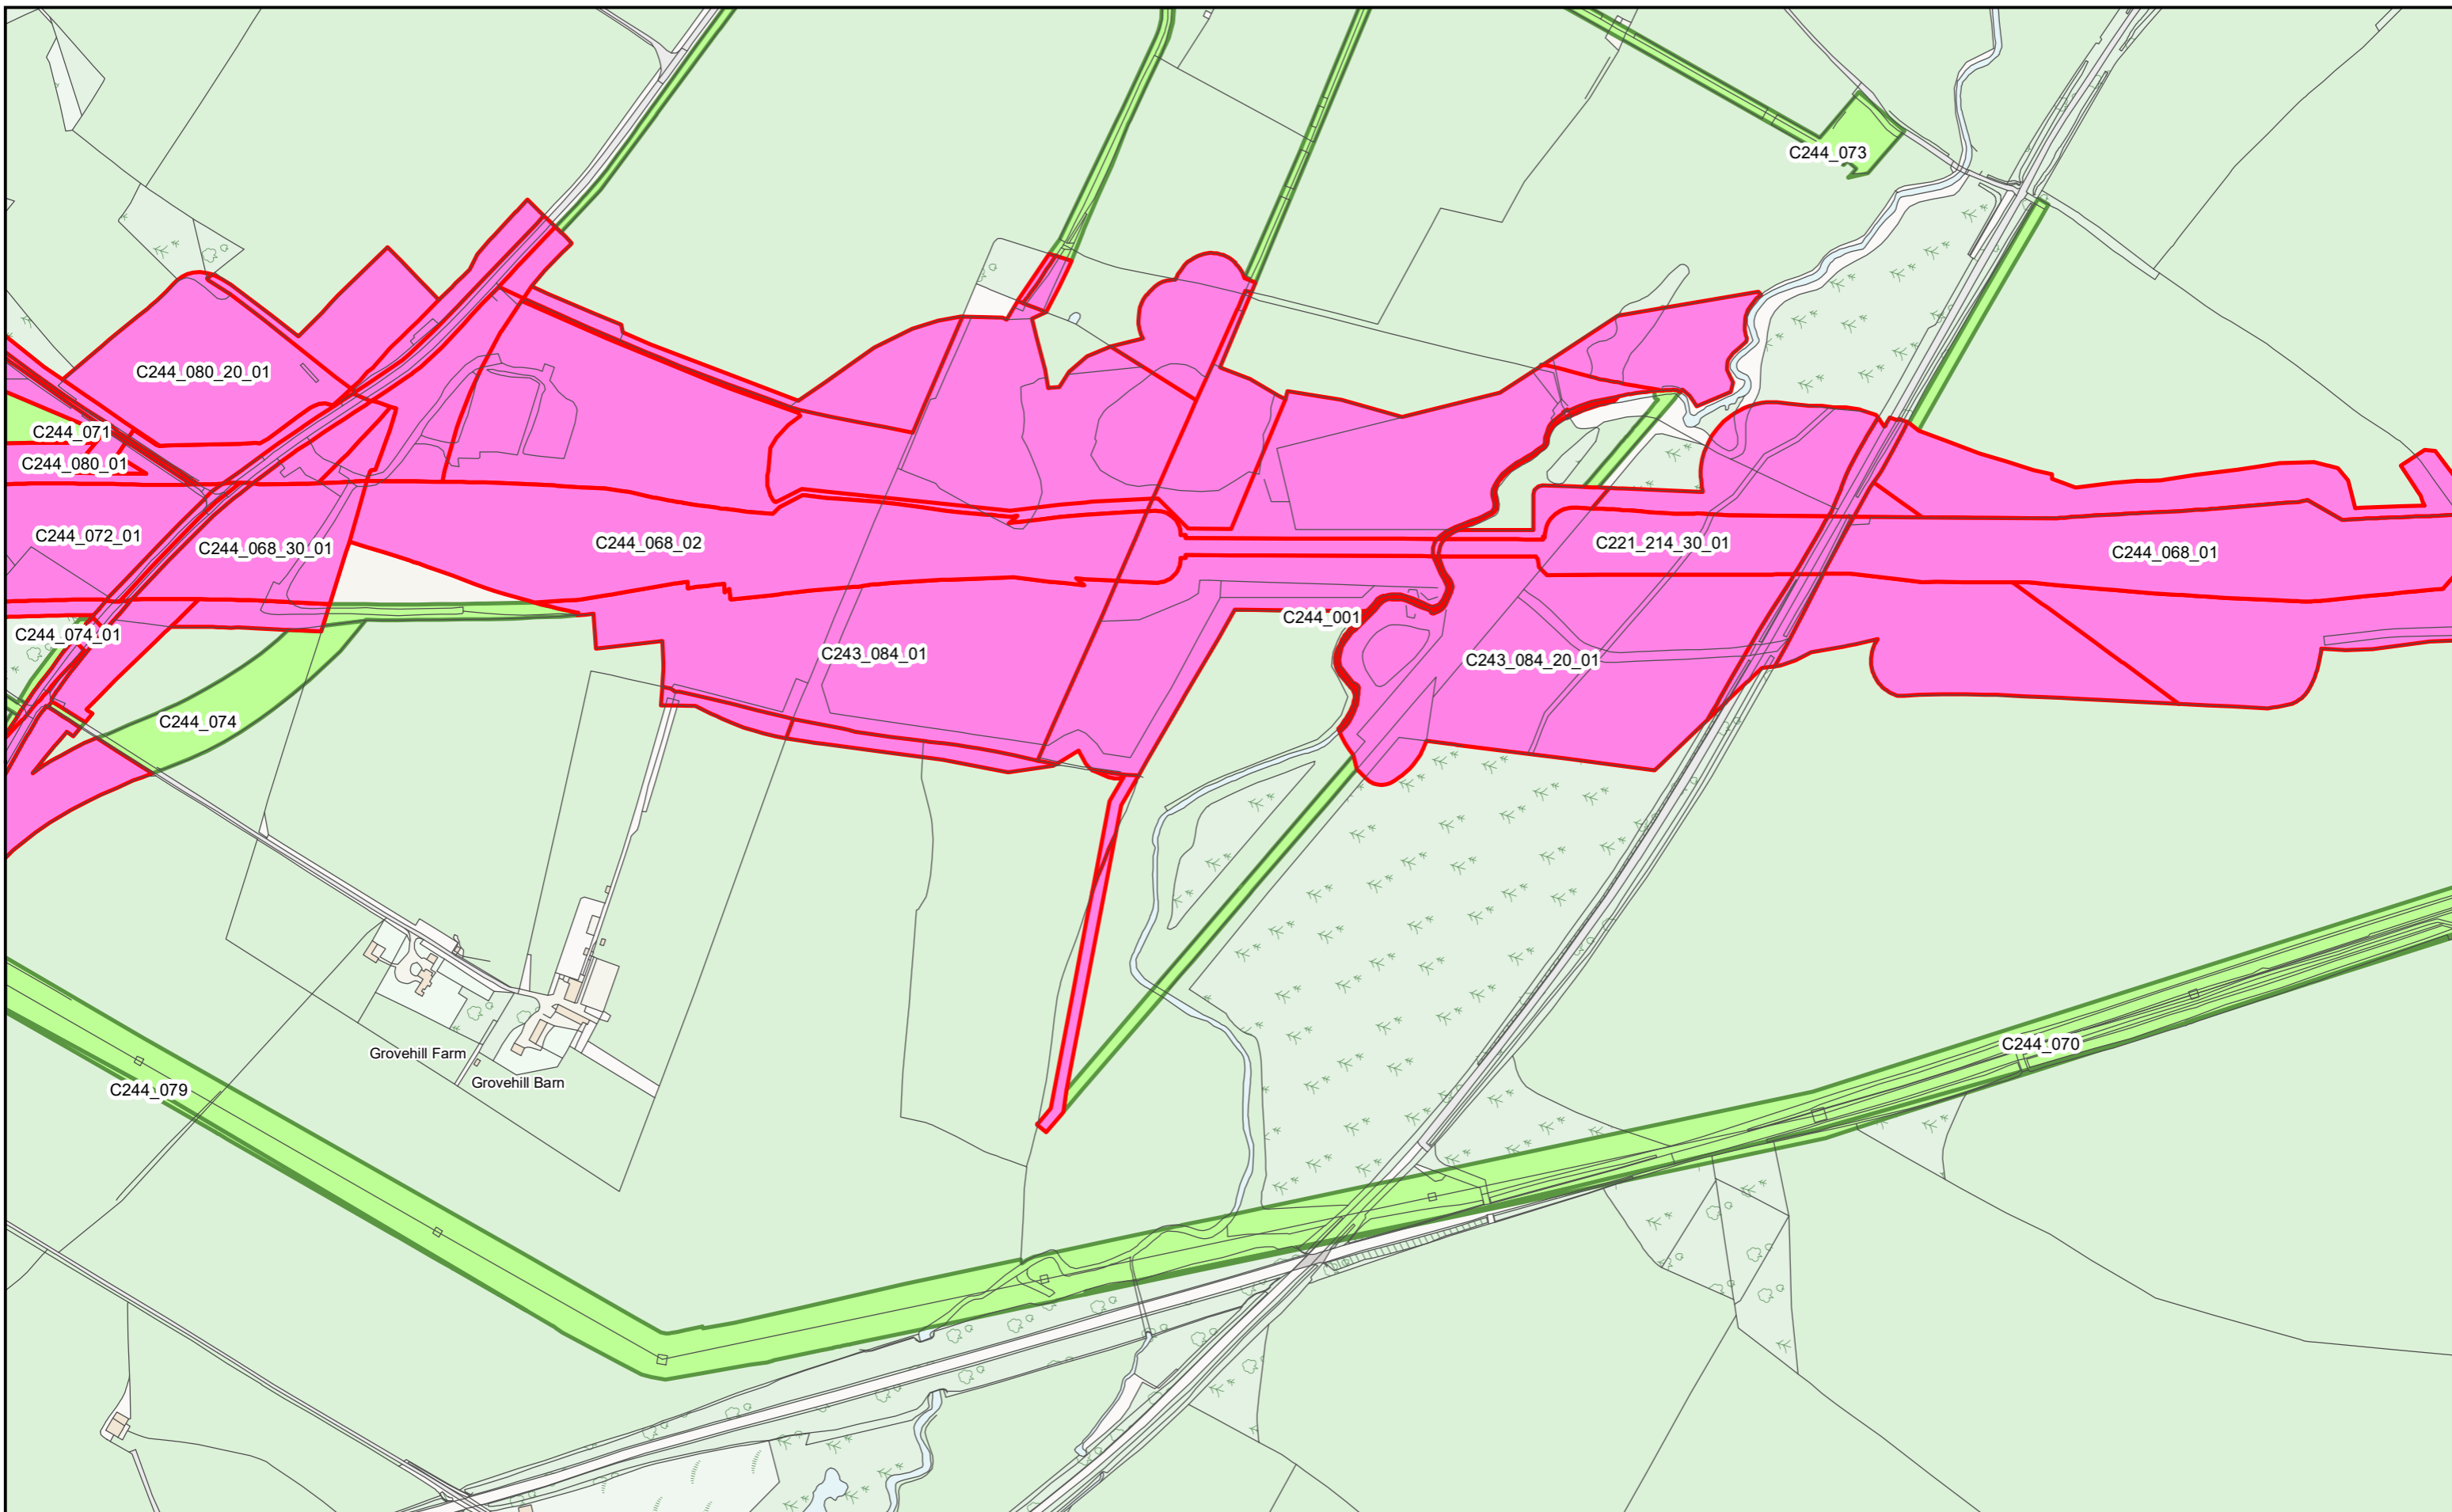 C244_073
C244_080_20_01
C244_071
C244_080_01
C244_072_01
C244_068_30_01
C244_068_02
C221_214_30_01
C244_068_01
C244_001
C244_074_01
C243_084_01
C243_084_20_01
C244_074
C244_070
Grovehill Farm
Grovehill Barn
C244_079